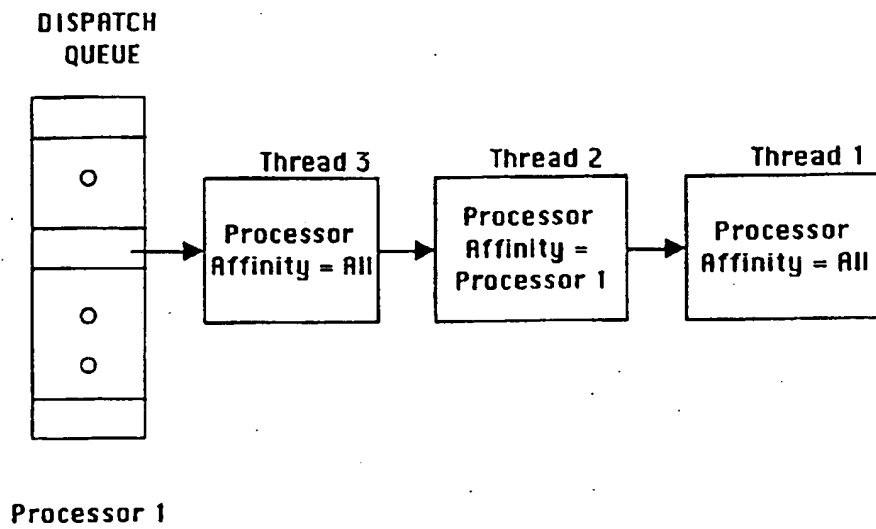 DISPATCH
QUEUE
Thread 3
Thread 2
Thread 1
Processor
Affinity = All
Processor
Affinity =
Processor 1
Processor
Affinity = All
Processor 1